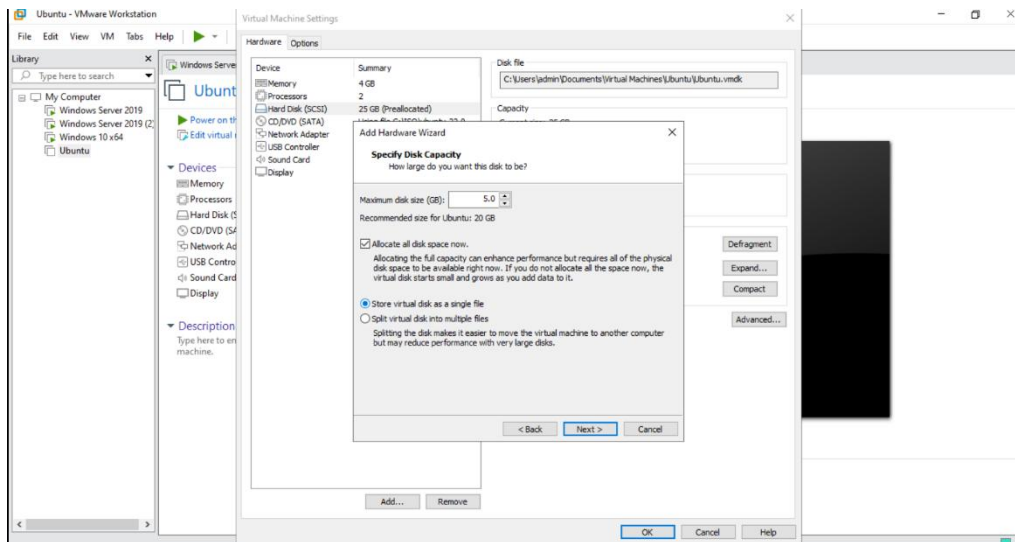 Ubuntu - VMware Workstation
File Edit View VM Tabs Help
Library
Type here to search
My Computer
Windows Server 2019
Windows Server 2019 (2)
Windows 10 x64
Ubuntu
Windows Serve
Ubunt
Power on th
Edit virtual
Devices
Memory
Processors
Hard Disk (S
CD/DVD (SA
Network Ad
USB Contro
Sound Card
Display
Description
Type here to en
machine.
Virtual Machine Settings
Hardware Options
Device Summary
Memory 4 GB
Processors 2
Hard Disk (SCSI) 25 GB (Preallocated)
CD/DVD (SATA)
Network Adapter
USB Controller
Sound Card
Display
Add... Remove
Disk file
C:\Users\admin\Documents\Virtual Machines\Ubuntu\Ubuntu.vmdk
Capacity
Defragment
Expand...
Compact
Advanced...
Add Hardware Wizard
Specify Disk Capacity
How large do you want this disk to be?
Maximum disk size (GB): 5.0
Recommended size for Ubuntu: 20 GB
Allocate all disk space now.
Allocating the full capacity can enhance performance but requires all of the physical
disk space to be available right now. If you do not allocate all the space now, the
virtual disk starts small and grows as you add data to it.
Store virtual disk as a single file
Split virtual disk into multiple files
Splitting the disk makes it easier to move the virtual machine to another computer
but may reduce performance with very large disks.
< Back Next > Cancel
OK Cancel Help